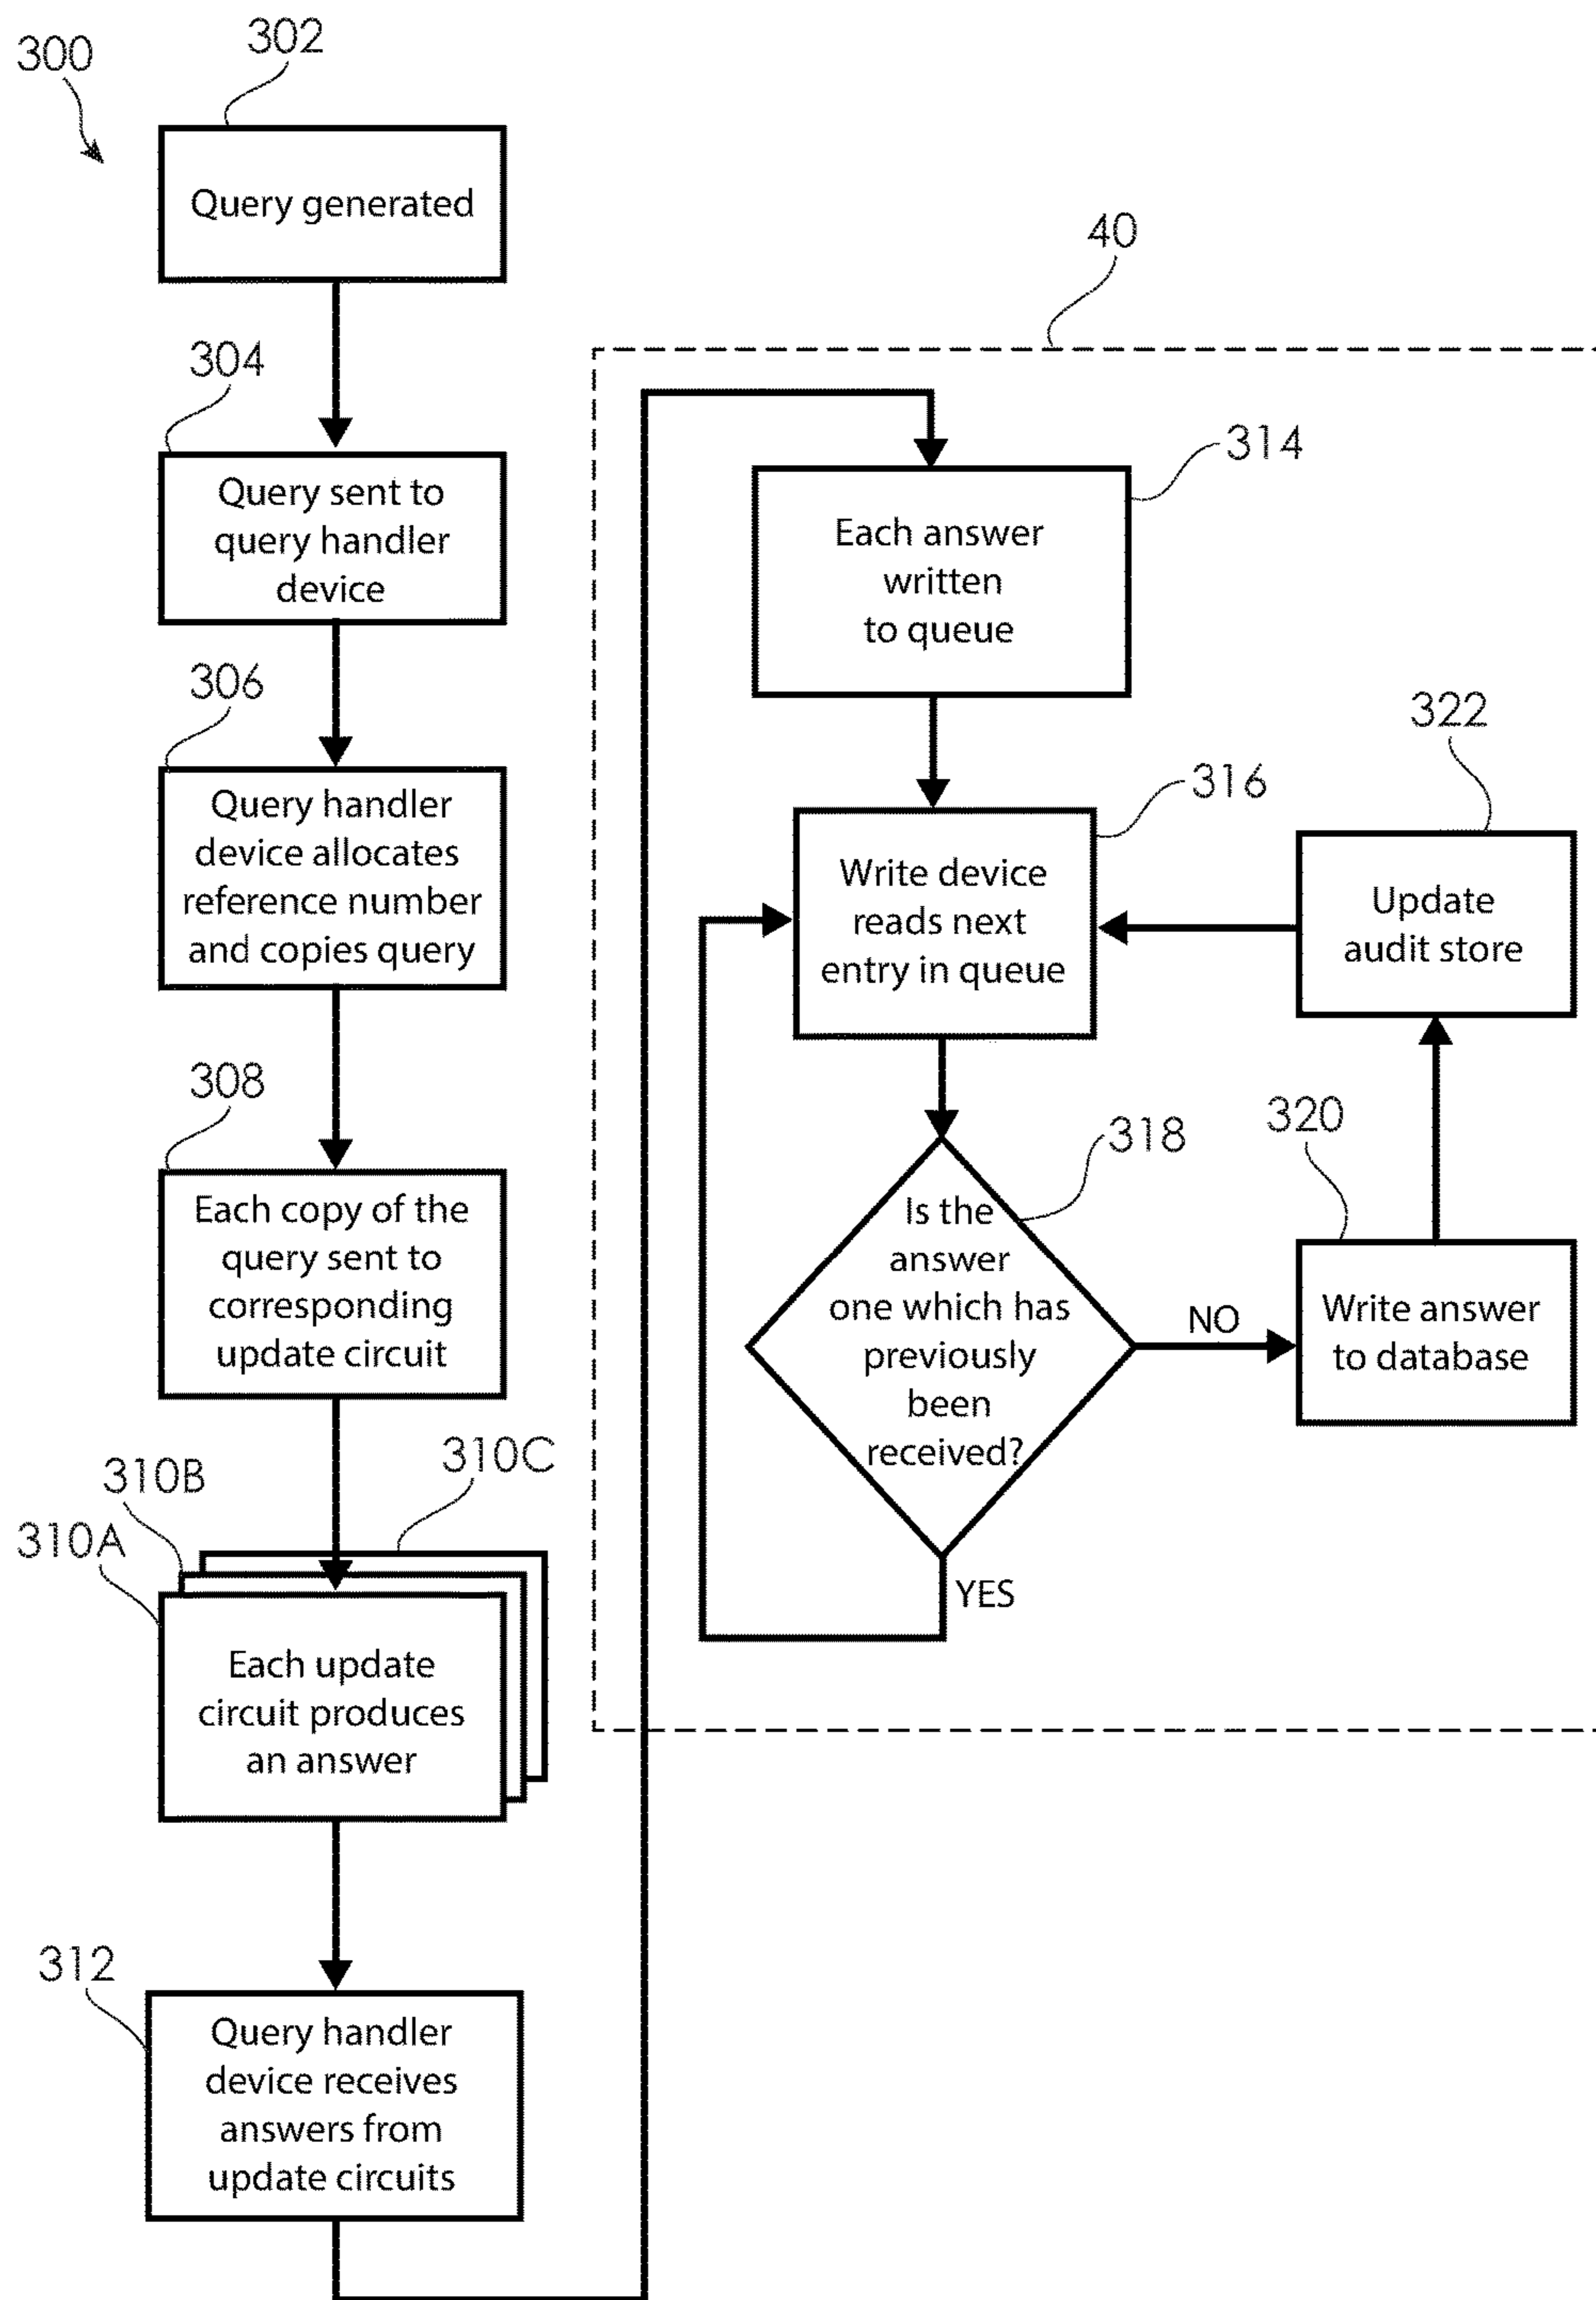 300
302
Query generated
304
Query sent to
query handler
device
306
Query handler
device allocates
reference number
and copies query
308
Each copy of the
query sent to
corresponding
update circuit
310A
310B
310C
Each update
circuit produces
an answer
312
Query handler
device receives
answers from
update circuits
40
314
Each answer
written
to queue
316
Write device
reads next
entry in queue
318
Is the
answer
one which has
previously
been
received?
YES
NO
320
Write answer
to database
322
Update
audit store